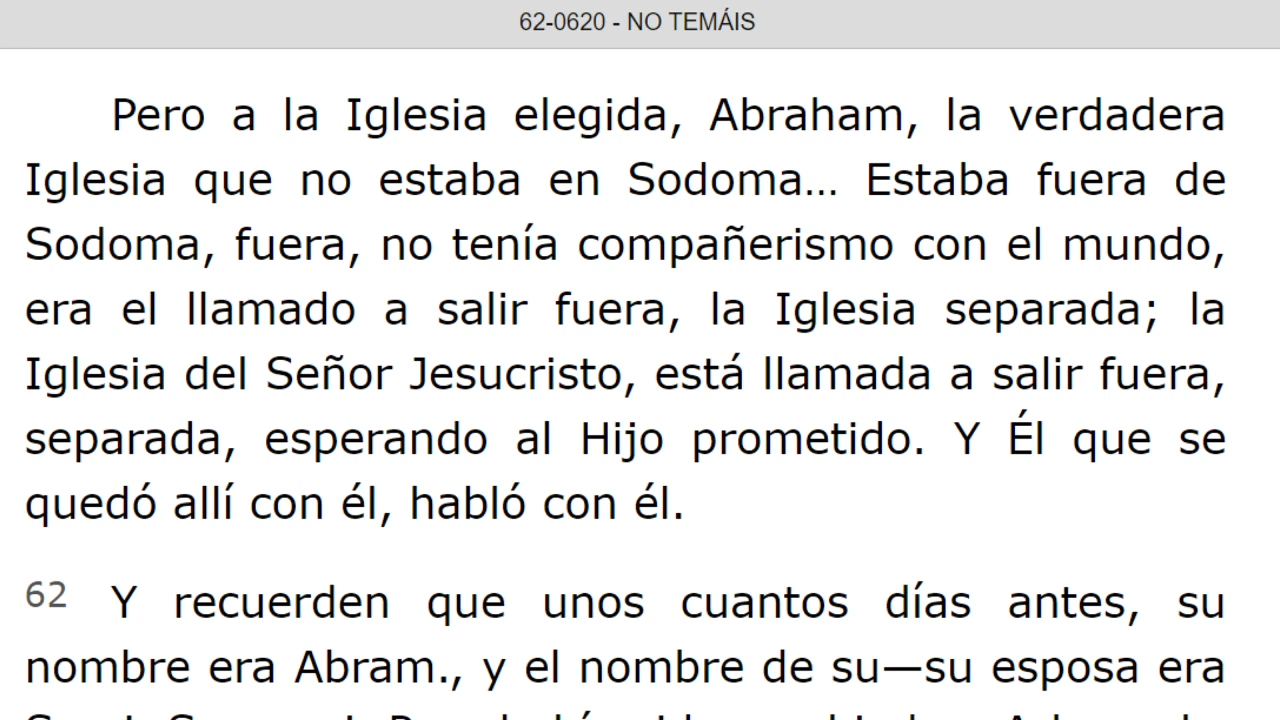 62-0620 - NO TEMÁIS
Pero a la Iglesia elegida, Abraham, la verdadera
Iglesia que no estaba en Sodoma... Estaba fuera de
Sodoma, fuera, no tenía compañerismo con el mundo,
era el llamado a salir fuera, la Iglesia separada; la
Iglesia del Señor Jesucristo, está llamada a salir fuera,
separada, esperando al Hijo prometido. Y Él que se
quedó allí con él, habló con él.
62 Y recuerden que unos cuantos días antes, su
nombre era Abram., y el nombre de su—su esposa era